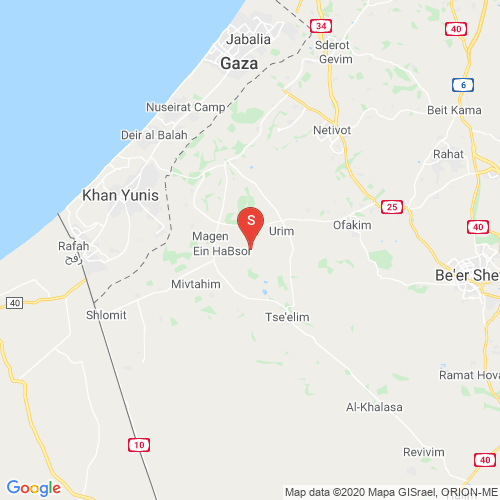 34
40
Jabalia
Sderot
Gevim
Gaza
6
Nuseirat Camp
Beit Kama
Deir al Balah
Netivot
Rahat
Khan Yunis
25
S
Ofakim
40
Urim
Magen
Rafah
رفح
Ein HaBsor
Be'er She
Mivtahim
40
Shlomit
Tse'elim
Ramat Hova
Al-Khalasa
10
Revivim
40
Google
Map data ©2020 Mapa GISrael, ORION-ME